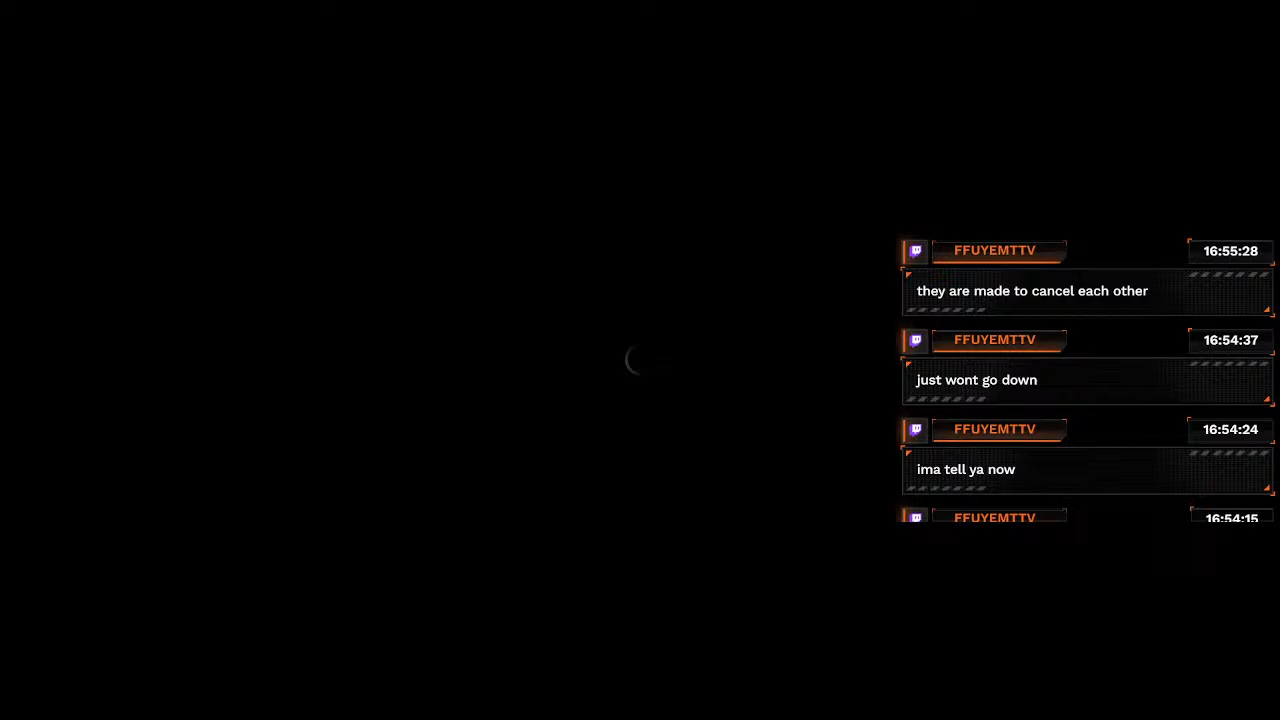 FFUYEMTTV 16:55:28
they are made to cancel each other
FFUYEMTTV 16:54:37
just wont go down
FFUYEMTTV 16:54:24
ima tell ya now
FFUYEMTTV 16:54:15